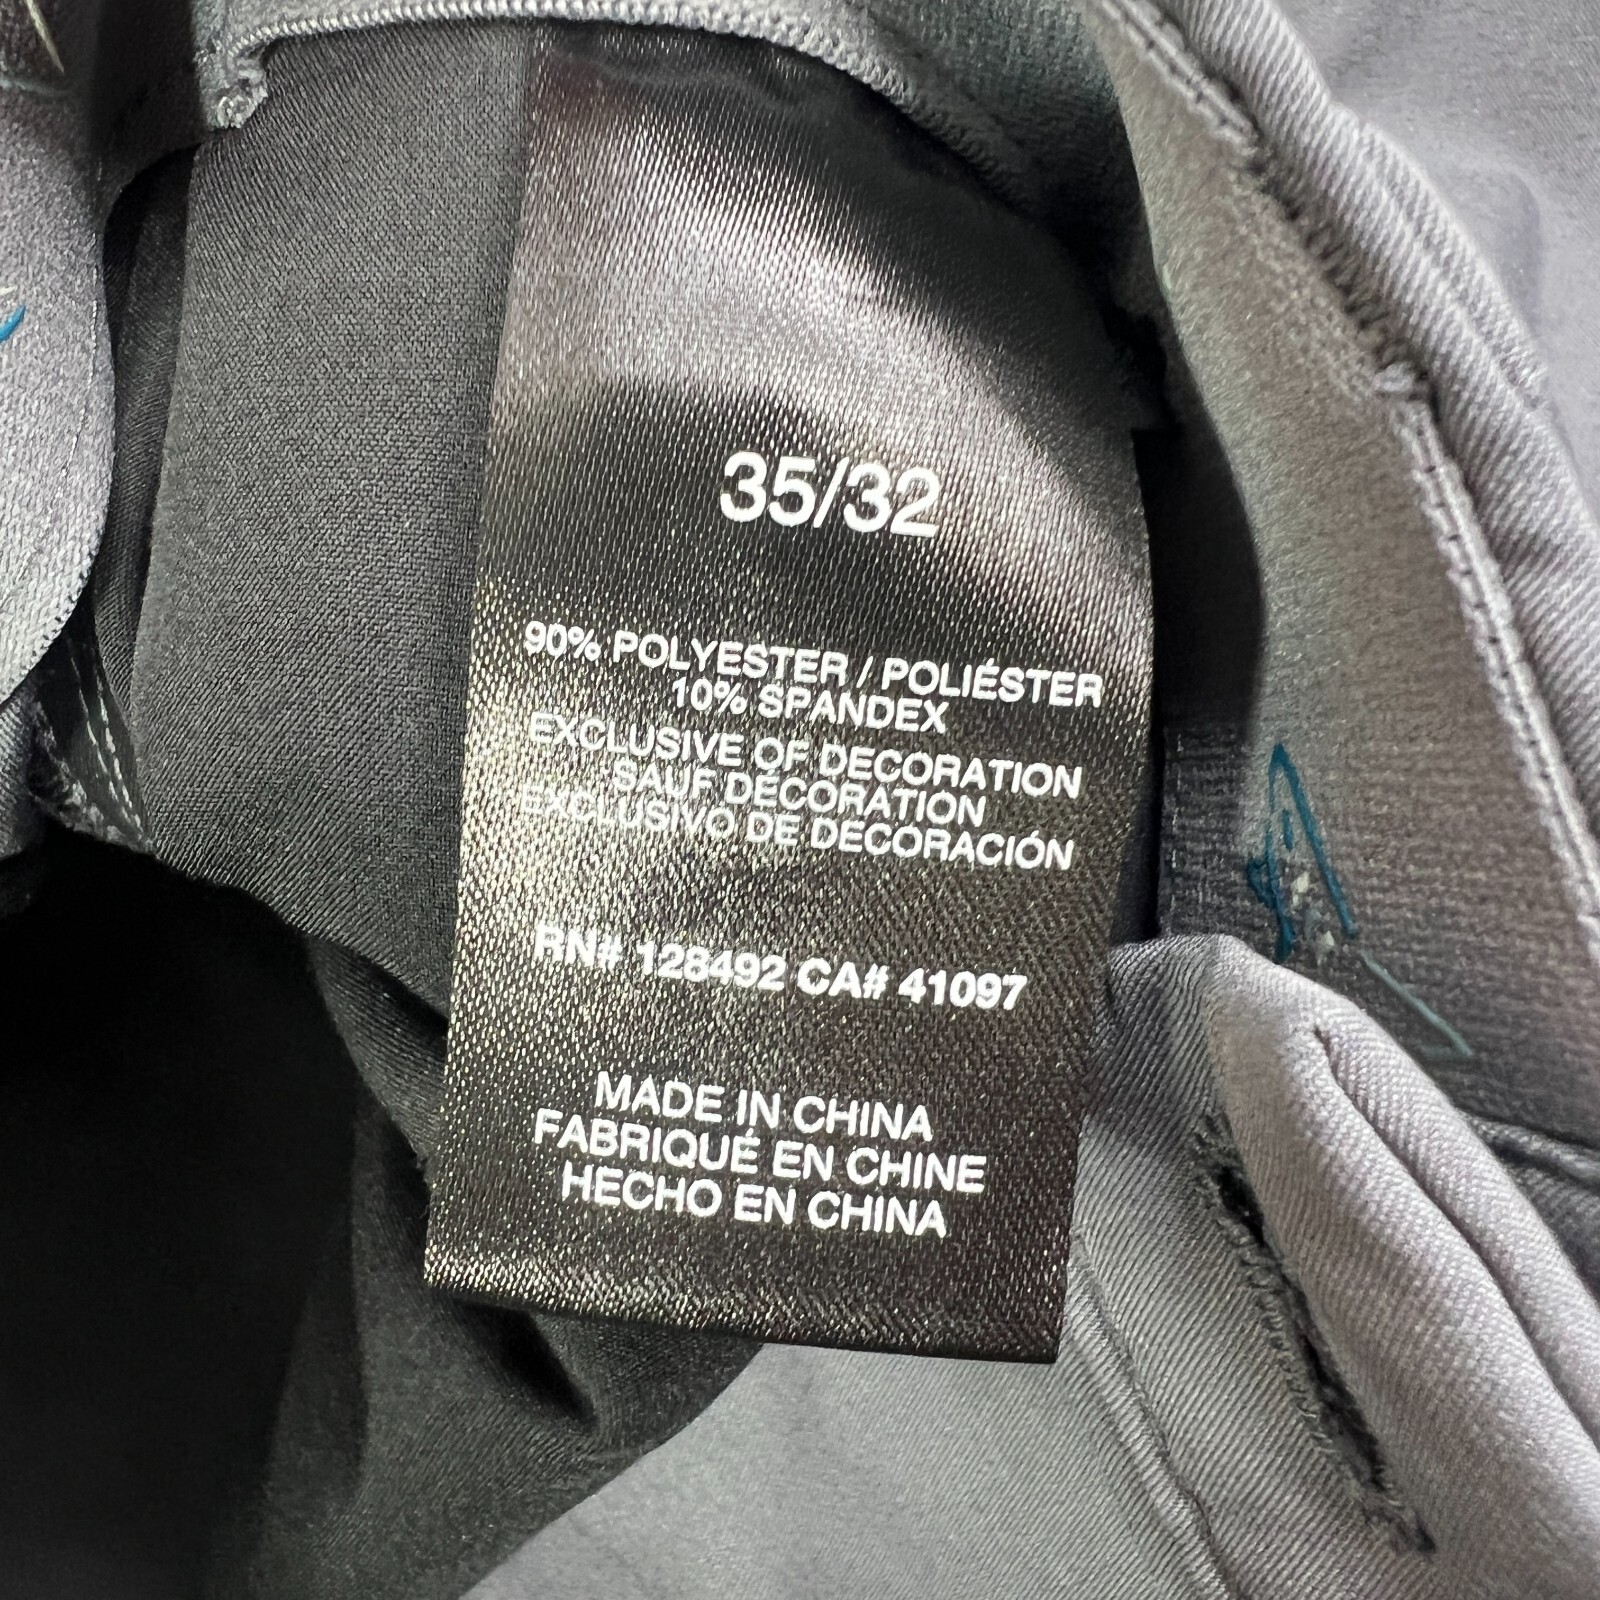 35/32
90% POLYESTER / POLIÉSTER
10% SPANDEX
EXCLUSIVE OF DECORATION
SAUF DÉCORATION
EXCLUSIVO DE DECORACIÓN
RN# 128492 CA# 41097
MADE IN CHINA
FABRIQUÉ EN CHINE
HECHO EN CHINA